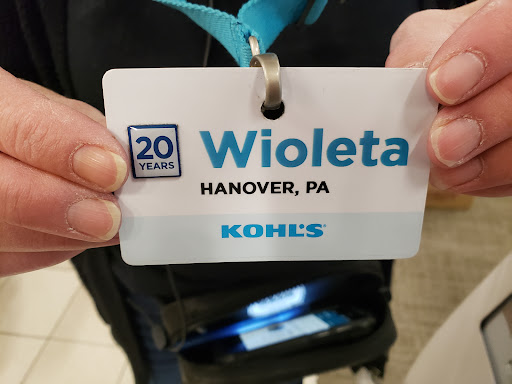 20
YEARS
Wioleta
HANOVER, PA
KOHL'S